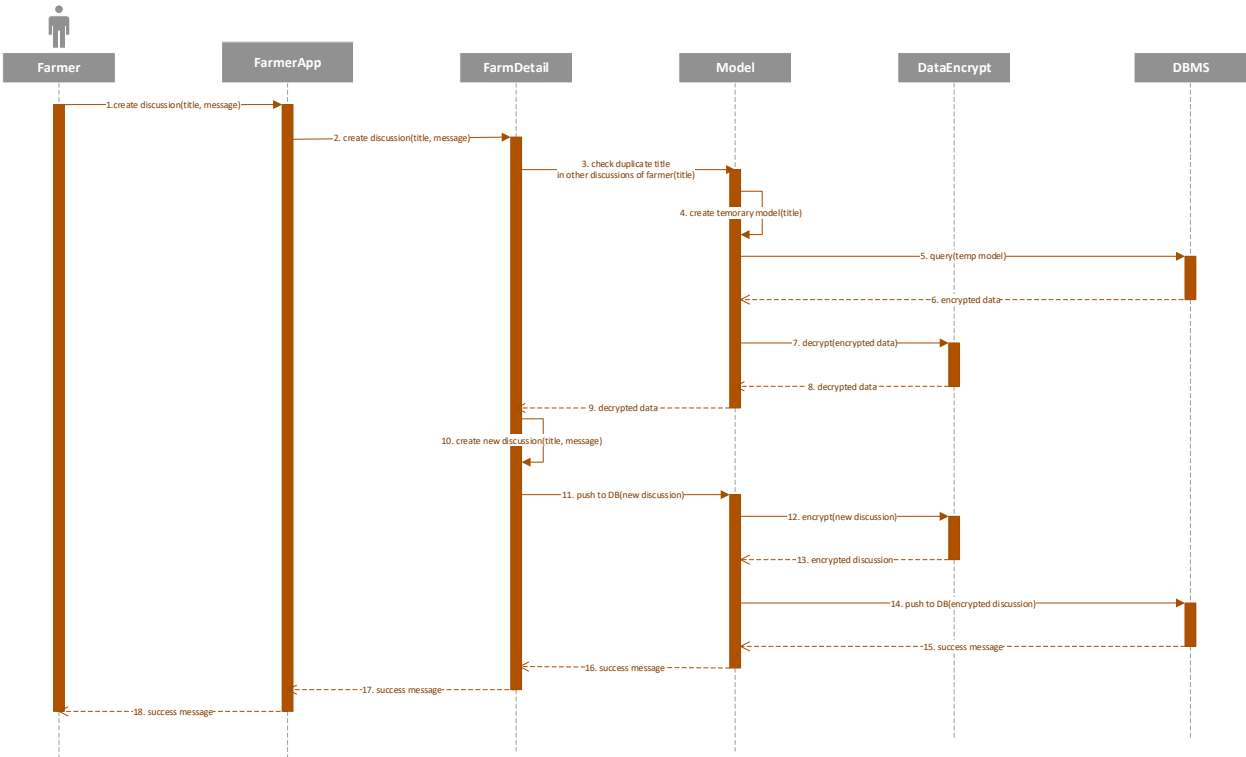 Farmer
FarmerApp
FarmDetail
Model
DataEncrypt
DBMS
1.create discussion(title, message)
2. create discussion(title, message)
3. check duplicate title
in other discussions of farmer(title)
4. create temorary model(title)
5. query(temp model)
6. encrypted data
7. decrypt(encrypted data)
8. decrypted data
9. decrypted data
10. create new discussion(title, message)
11. push to DB(new discussion)
12. encrypt(new discussion)
13. encrypted discussion
14. push to DB(encrypted discussion)
15. success message
16. success message
17. success message
18. success message